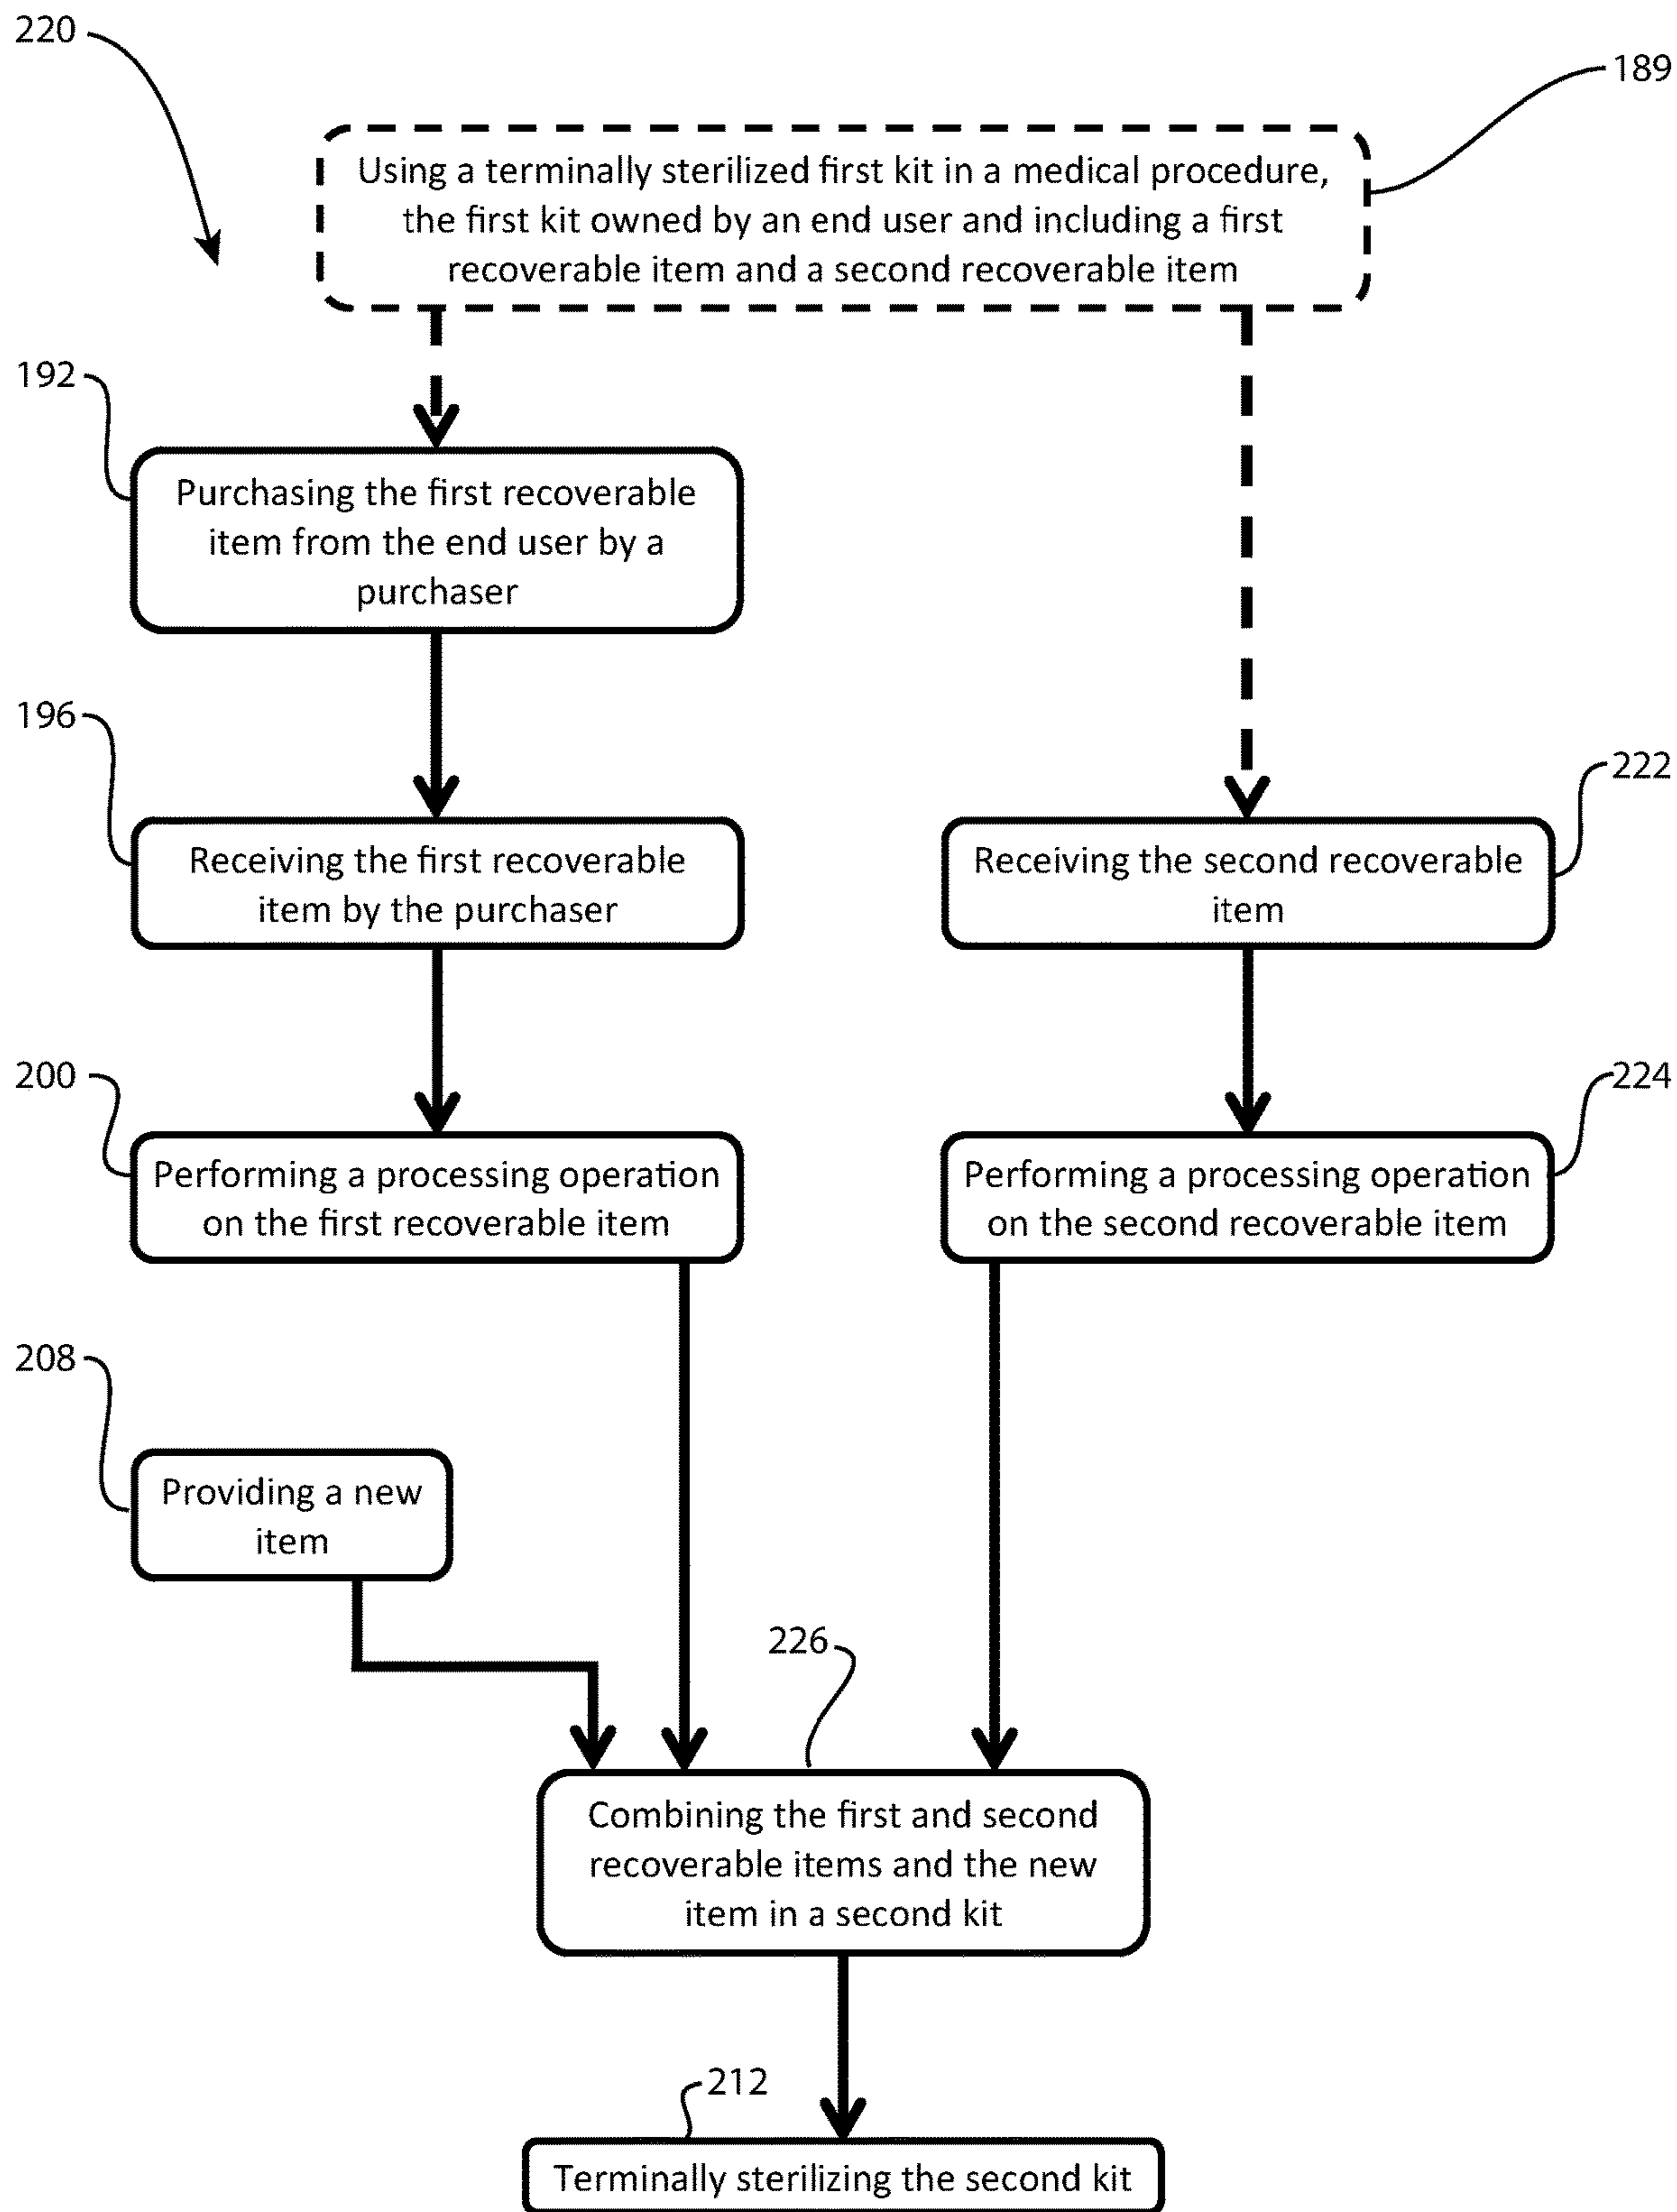 220
189
Using a terminally sterilized first kit in a medical procedure,
the first kit owned by an end user and including a first
recoverable item and a second recoverable item
192
Purchasing the first recoverable
item from the end user by a
purchaser
196
Receiving the first recoverable
item by the purchaser
222
Receiving the second recoverable
item
200
Performing a processing operation
on the first recoverable item
224
Performing a processing operation
on the second recoverable item
208
Providing a new
item
226
Combining the first and second
recoverable items and the new
item in a second kit
212
Terminally sterilizing the second kit